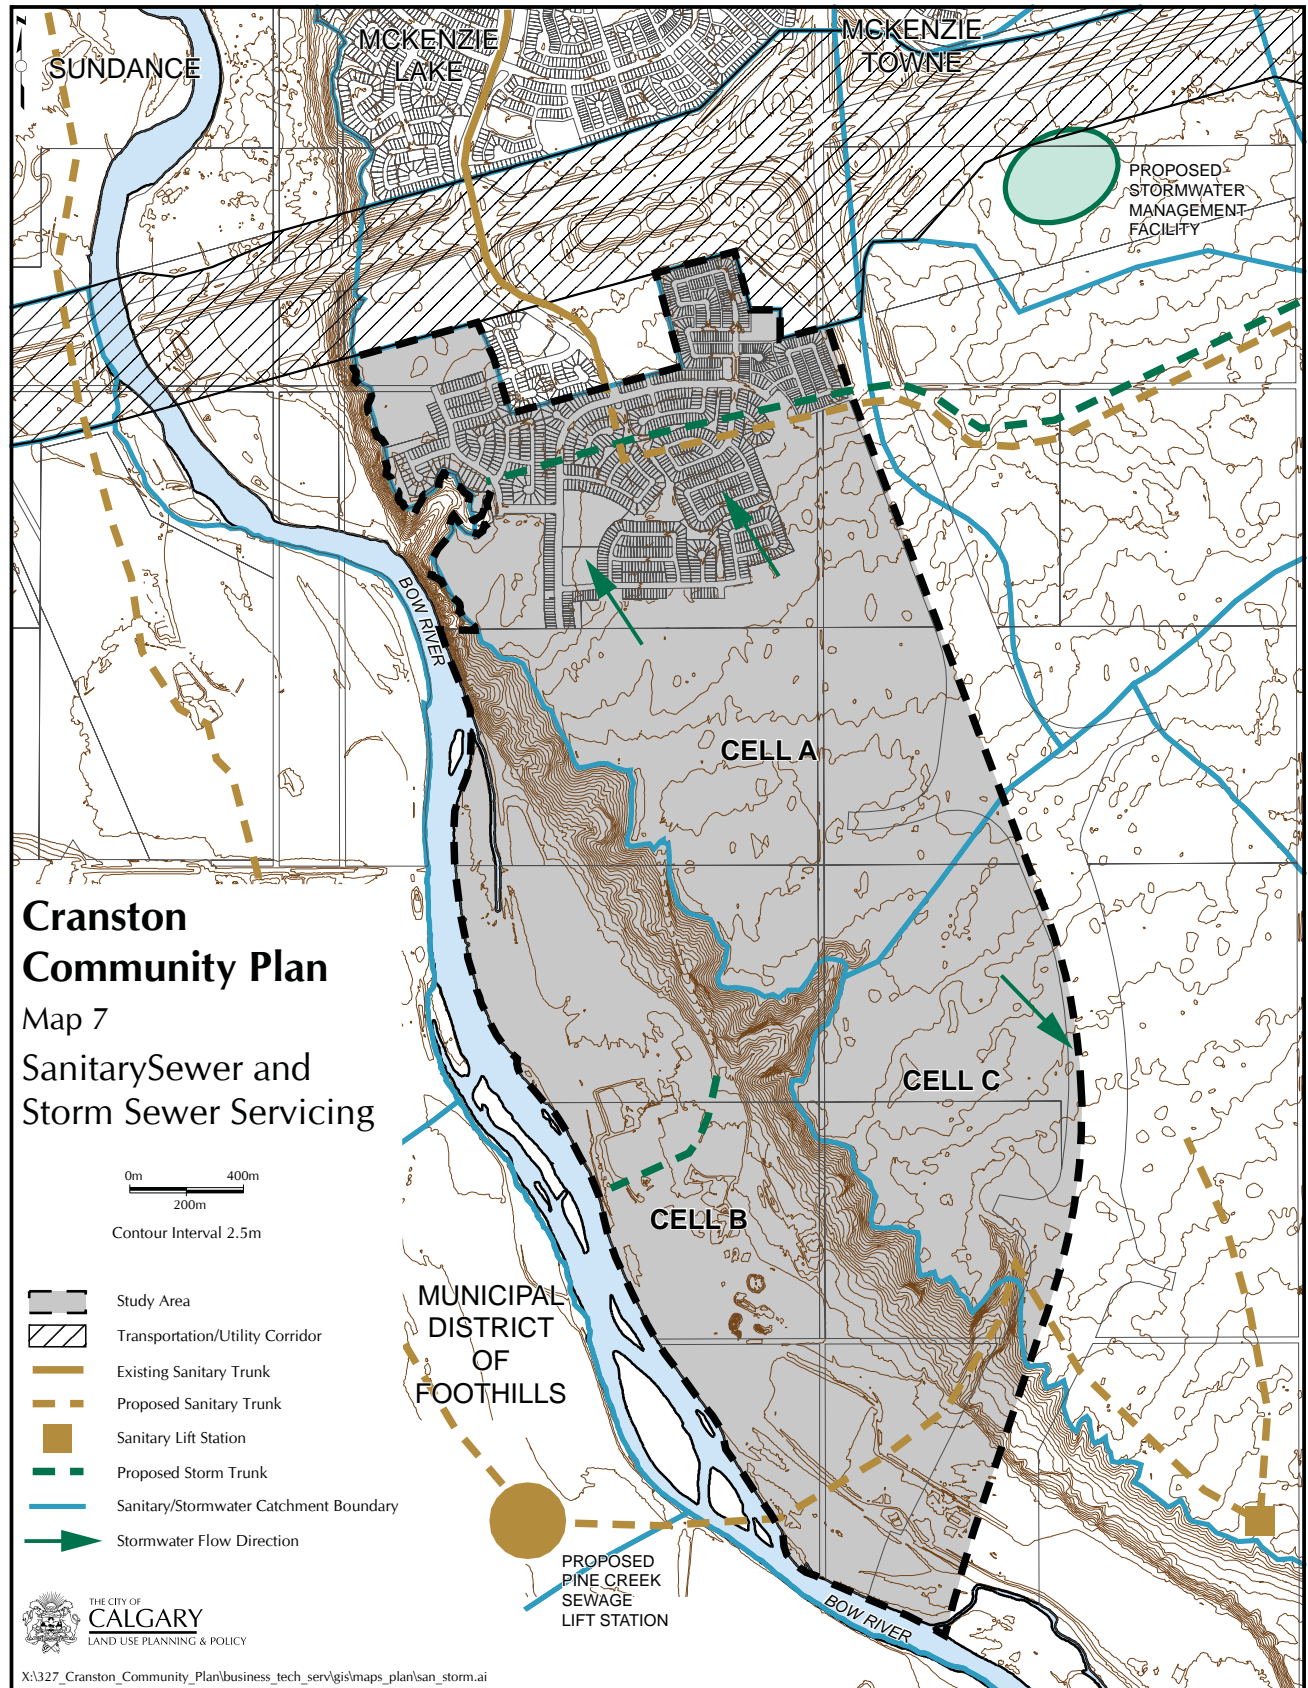 SUNDANCE
MCKENZIE
LAKE
MCKENZIE
TOWNE
PROPOSED
STORMWATER
MANAGEMENT
FACILITY
BOW RIVER
CELL A
CELL C
CELL B
Cranston
Community Plan
Map 7
SanitarySewer and
Storm Sewer Servicing
0m 400m
200m
Contour Interval 2.5m
Study Area
Transportation/Utility Corridor
Existing Sanitary Trunk
Proposed Sanitary Trunk
Sanitary Lift Station
Proposed Storm Trunk
Sanitary/Stormwater Catchment Boundary
Stormwater Flow Direction
MUNICIPAL
DISTRICT
OF
FOOTHILLS
PROPOSED
PINE CREEK
SEWAGE
LIFT STATION
BOW RIVER
THE CITY OF
CALGARY
LAND USE PLANNING & POLICY
X:\327_Cranston_Community_Plan\business_tech_serv\gis\maps_plan\san_storm.ai